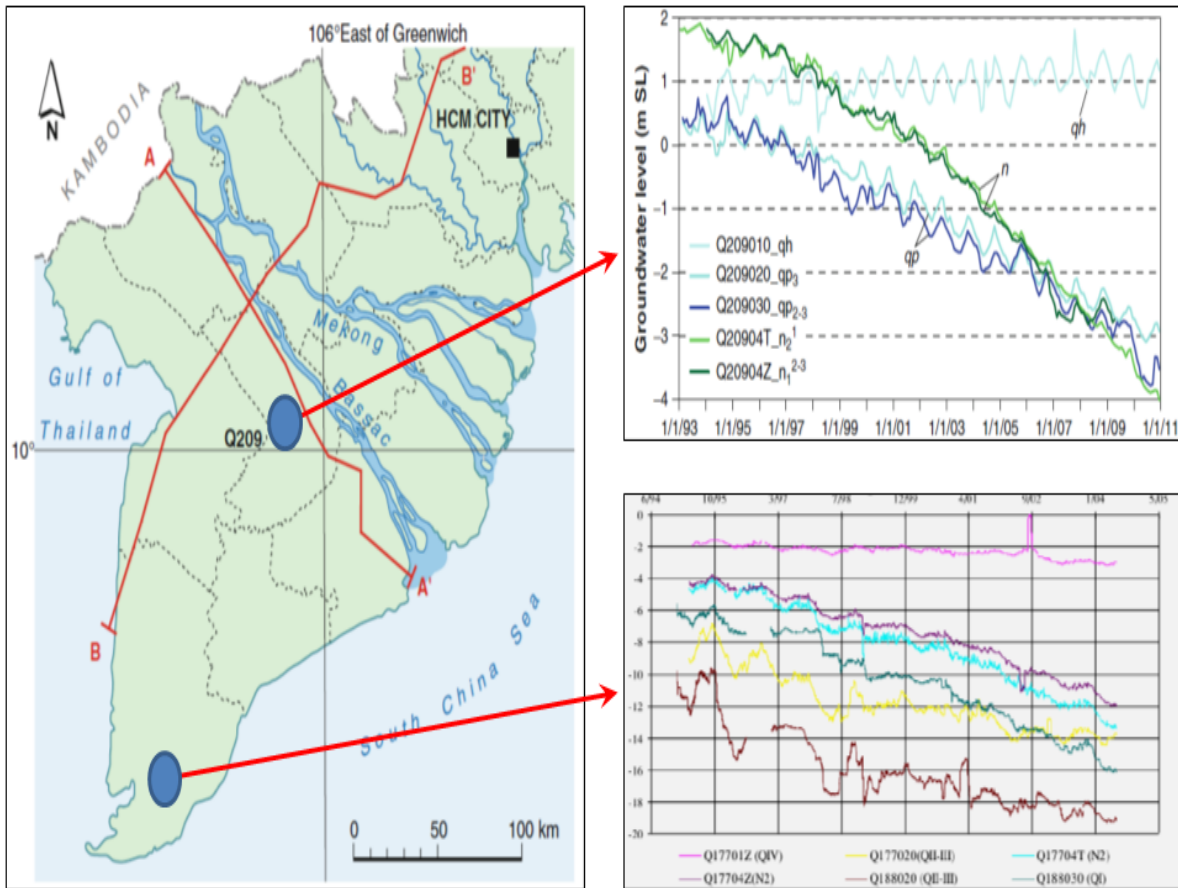 106°East of Greenwich
N
KAMBODIA
A
B'
HCM CITY
Mekong
Bassac
Gulf of
Thailand
Q209
10°
A'
B
South China Sea
0 50 100 km
Groundwater level (m SL)
2
1
0
–1
–2
–3
–4
qh
n
qp
Q209010_qh
Q209020_qp3
Q209030_qp2-3
Q20904T_n2¹
Q20904Z_n1²⁻³
1/1/93 1/1/95 1/1/97 1/1/99 1/1/01 1/1/03 1/1/05 1/1/07 1/1/09 1/1/11
6/94 10/95 3/97 7/98 12/99 4/01 9/02 1/04 5/05
0
-2
-4
-6
-8
-10
-12
-14
-16
-18
-20
Q17701Z (QIV) Q177020(QII-III) Q17704T (N2)
Q17704Z(N2) Q188020 (QII-III) Q188030 (QI)